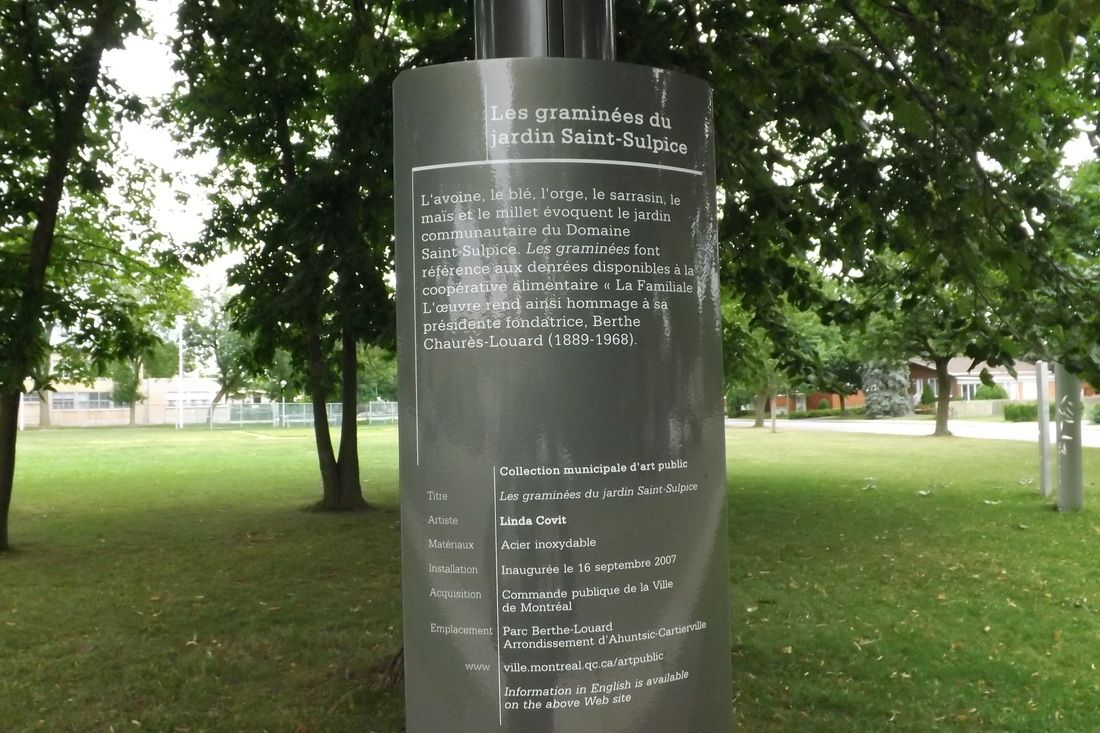 Les graminées du
jardin Saint-Sulpice
L'avoine, le blé, l'orge, le sarrasin, le
maïs et le millet évoquent le jardin
communautaire du Domaine
Saint-Sulpice. Les graminées font
référence aux denrées disponibles à la
coopérative alimentaire « La Familiale
L'œuvre rend ainsi hommage à sa
présidente fondatrice, Berthe
Chaurès-Louard (1889-1968).
Collection municipale d'art public
Titre Les graminées du jardin Saint-Sulpice
Artiste Linda Covit
Matériaux Acier inoxydable
Installation Inaugurée le 16 septembre 2007
Acquisition Commande publique de la Ville
de Montréal
Emplacement Parc Berthe-Louard
Arrondissement d'Ahuntsic-Cartierville
www ville.montreal.qc.ca/artpublic
Information in English is available
on the above Web site